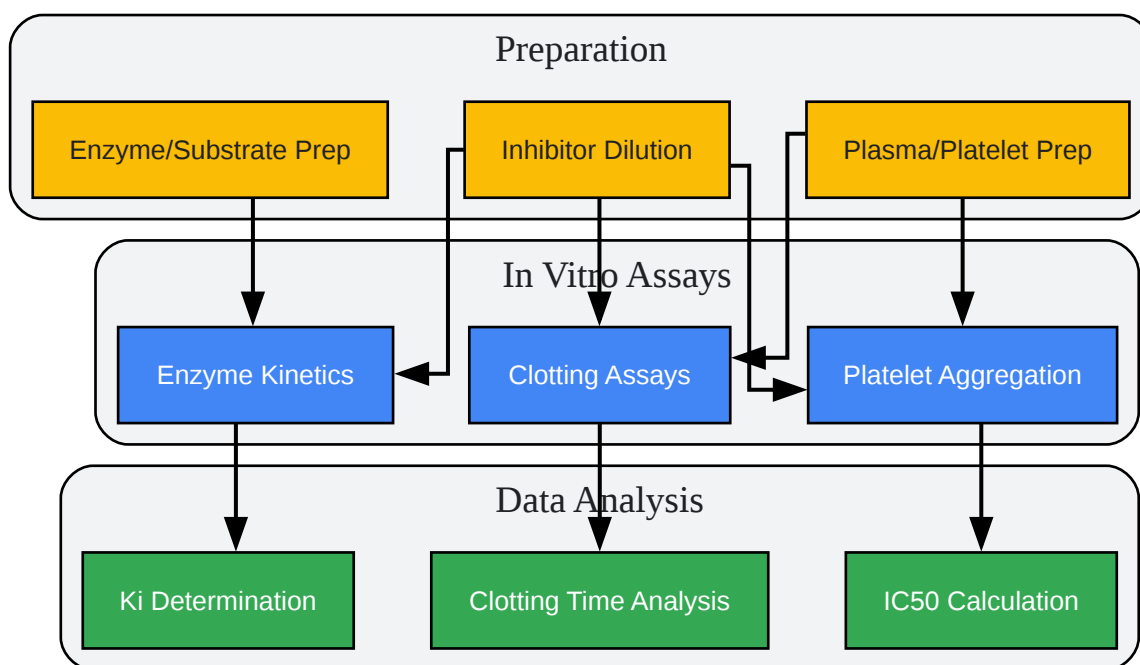 Preparation
Enzyme/Substrate Prep
Inhibitor Dilution
Plasma/Platelet Prep
In Vitro Assays
Enzyme Kinetics
Clotting Assays
Platelet Aggregation
Data Analysis
Ki Determination
Clotting Time Analysis
IC50 Calculation